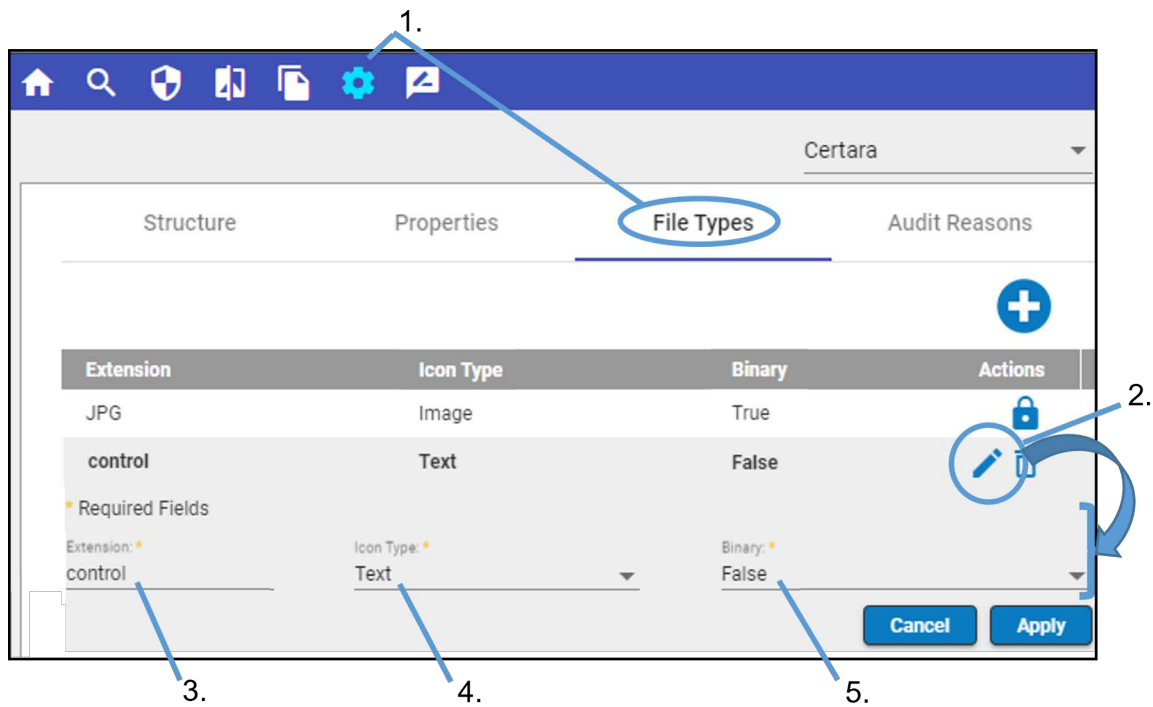 1.
Certara
Structure Properties File Types Audit Reasons
Extension Icon Type Binary Actions
JPG Image True
2.
control Text False
* Required Fields
Extension: * Icon Type: * Binary: *
control Text False
Cancel Apply
3. 4. 5.